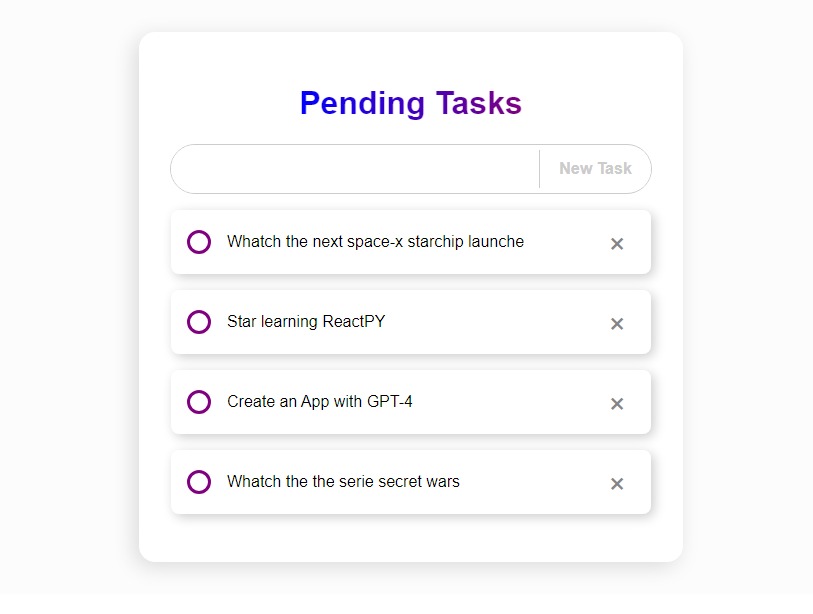 Pending Tasks
New Task
Whatch the next space-x starchip launche
Star learning ReactPY
Create an App with GPT-4
Whatch the the serie secret wars